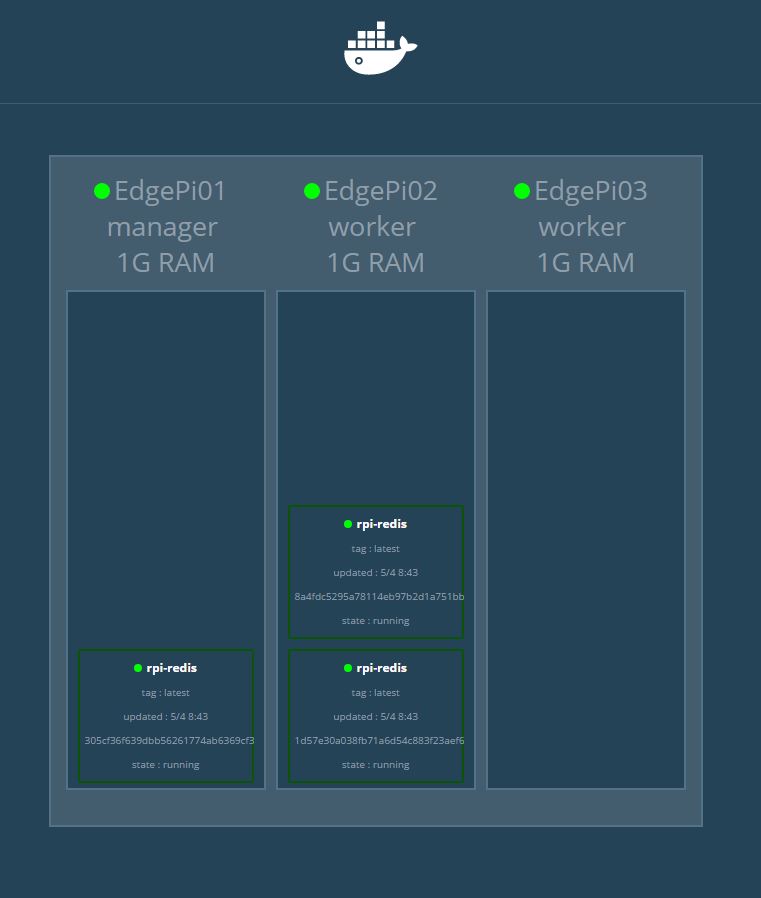 EdgePi01
manager
1G RAM
EdgePi02
worker
1G RAM
EdgePi03
worker
1G RAM
rpi-redis
tag : latest
updated : 5/4 8:43
305cf36f639dbb56261774ab6369cf3
state : running
rpi-redis
tag : latest
updated : 5/4 8:43
8a4fdc5295a78114eb97b2d1a751bb
state : running
rpi-redis
tag : latest
updated : 5/4 8:43
1d57e30a038fb71a6d54c883f23aef6
state : running